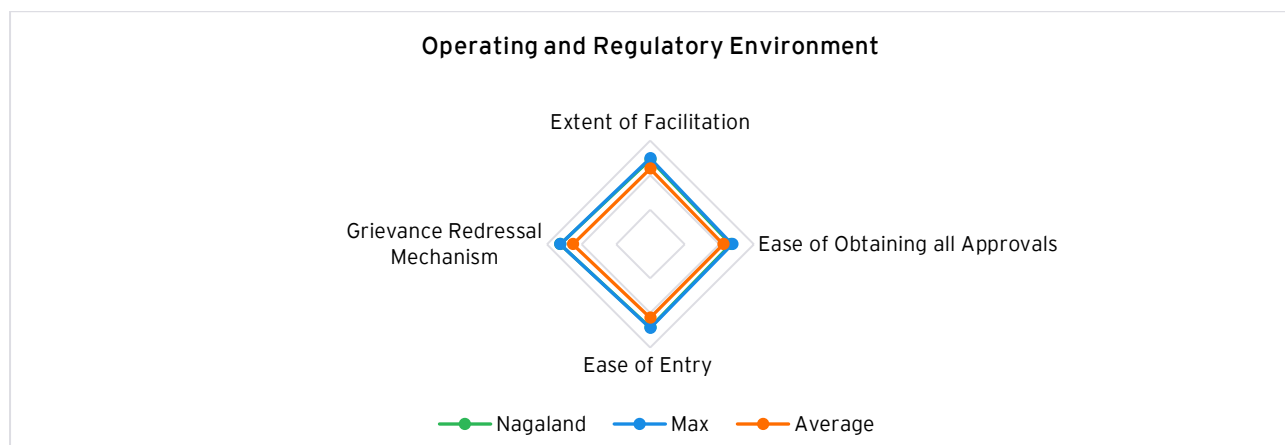 Operating and Regulatory Environment
Extent of Facilitation
Grievance Redressal
Mechanism
Ease of Obtaining all Approvals
Ease of Entry
Nagaland Max Average